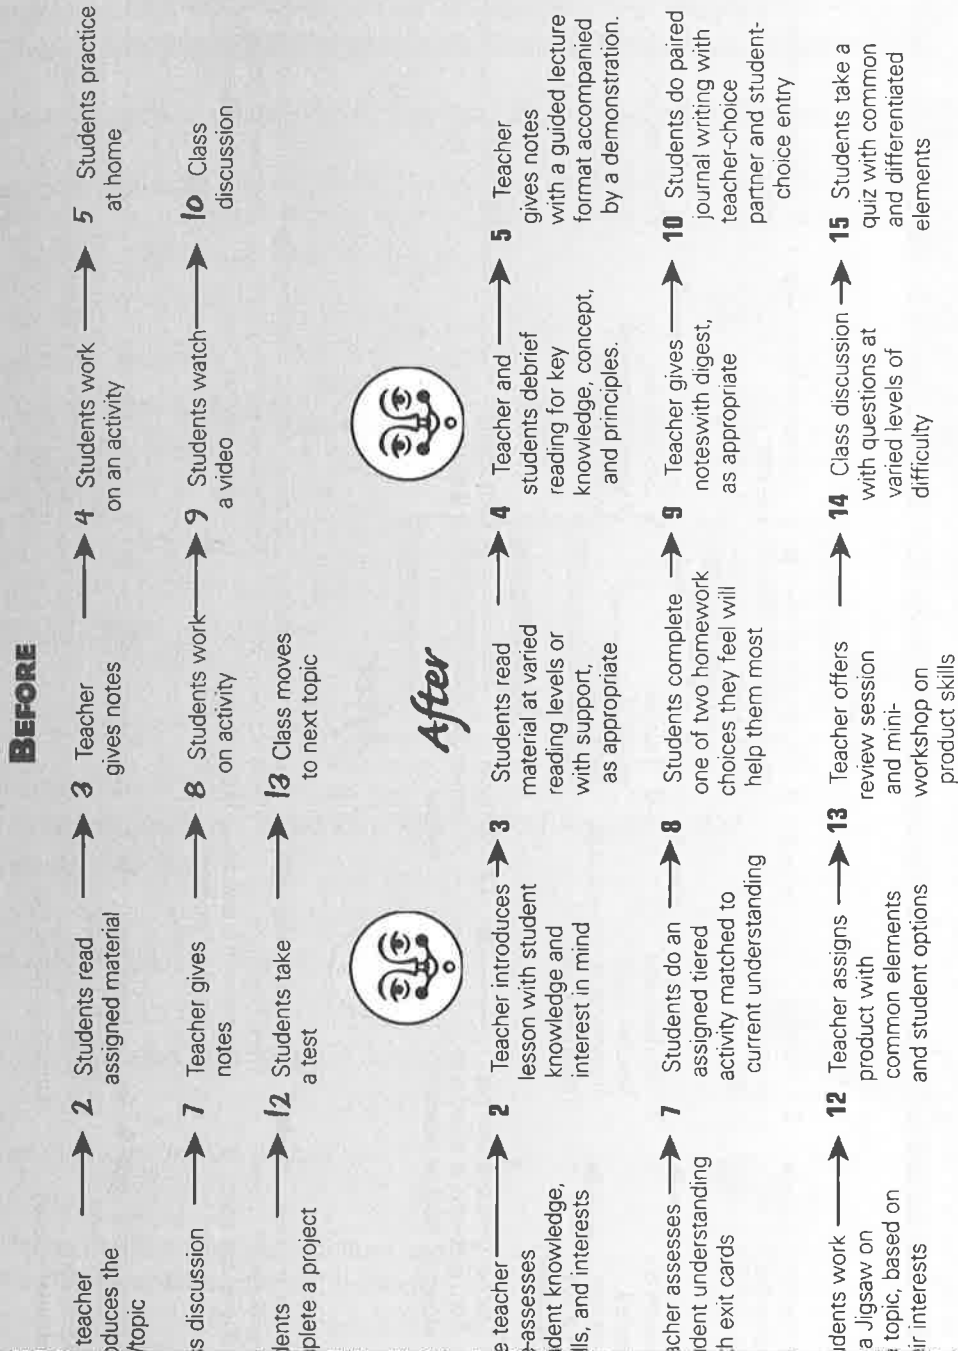 BEFORE
teacher → 2 Students read → 3 Teacher → 4 Students work → 5 Students practice
duces the assigned material gives notes on an activity at home
/topic
s discussion → 7 Teacher gives → 8 Students work → 9 Students watch → 10 Class
notes on activity a video discussion
dents → 12 Students take → 13 Class moves
plete a project a test to next topic
After
e teacher → 2 Teacher introduces → 3 Students read → 4 Teacher and → 5 Teacher
-assesses lesson with student material at varied students debrief gives notes
dent knowledge, knowledge and reading levels or reading for key with a guided lecture
lls, and interests interest in mind with support, knowledge, concept, format accompanied
as appropriate and principles. by a demonstration.
acher assesses → 7 Students do an → 8 Students complete → 9 Teacher gives → 10 Students do paired
dent understanding assigned tiered one of two homework noteswith digest, journal writing with
th exit cards activity matched to choices they feel will as appropriate teacher-choice
current understanding help them most partner and student-
choice entry
udents work → 12 Teacher assigns → 13 Teacher offers → 14 Class discussion → 15 Students take a
a Jigsaw on product with review session with questions at quiz with common
topic, based on common elements and mini- varied levels of and differentiated
eir interests and student options workshop on difficulty elements
product skills